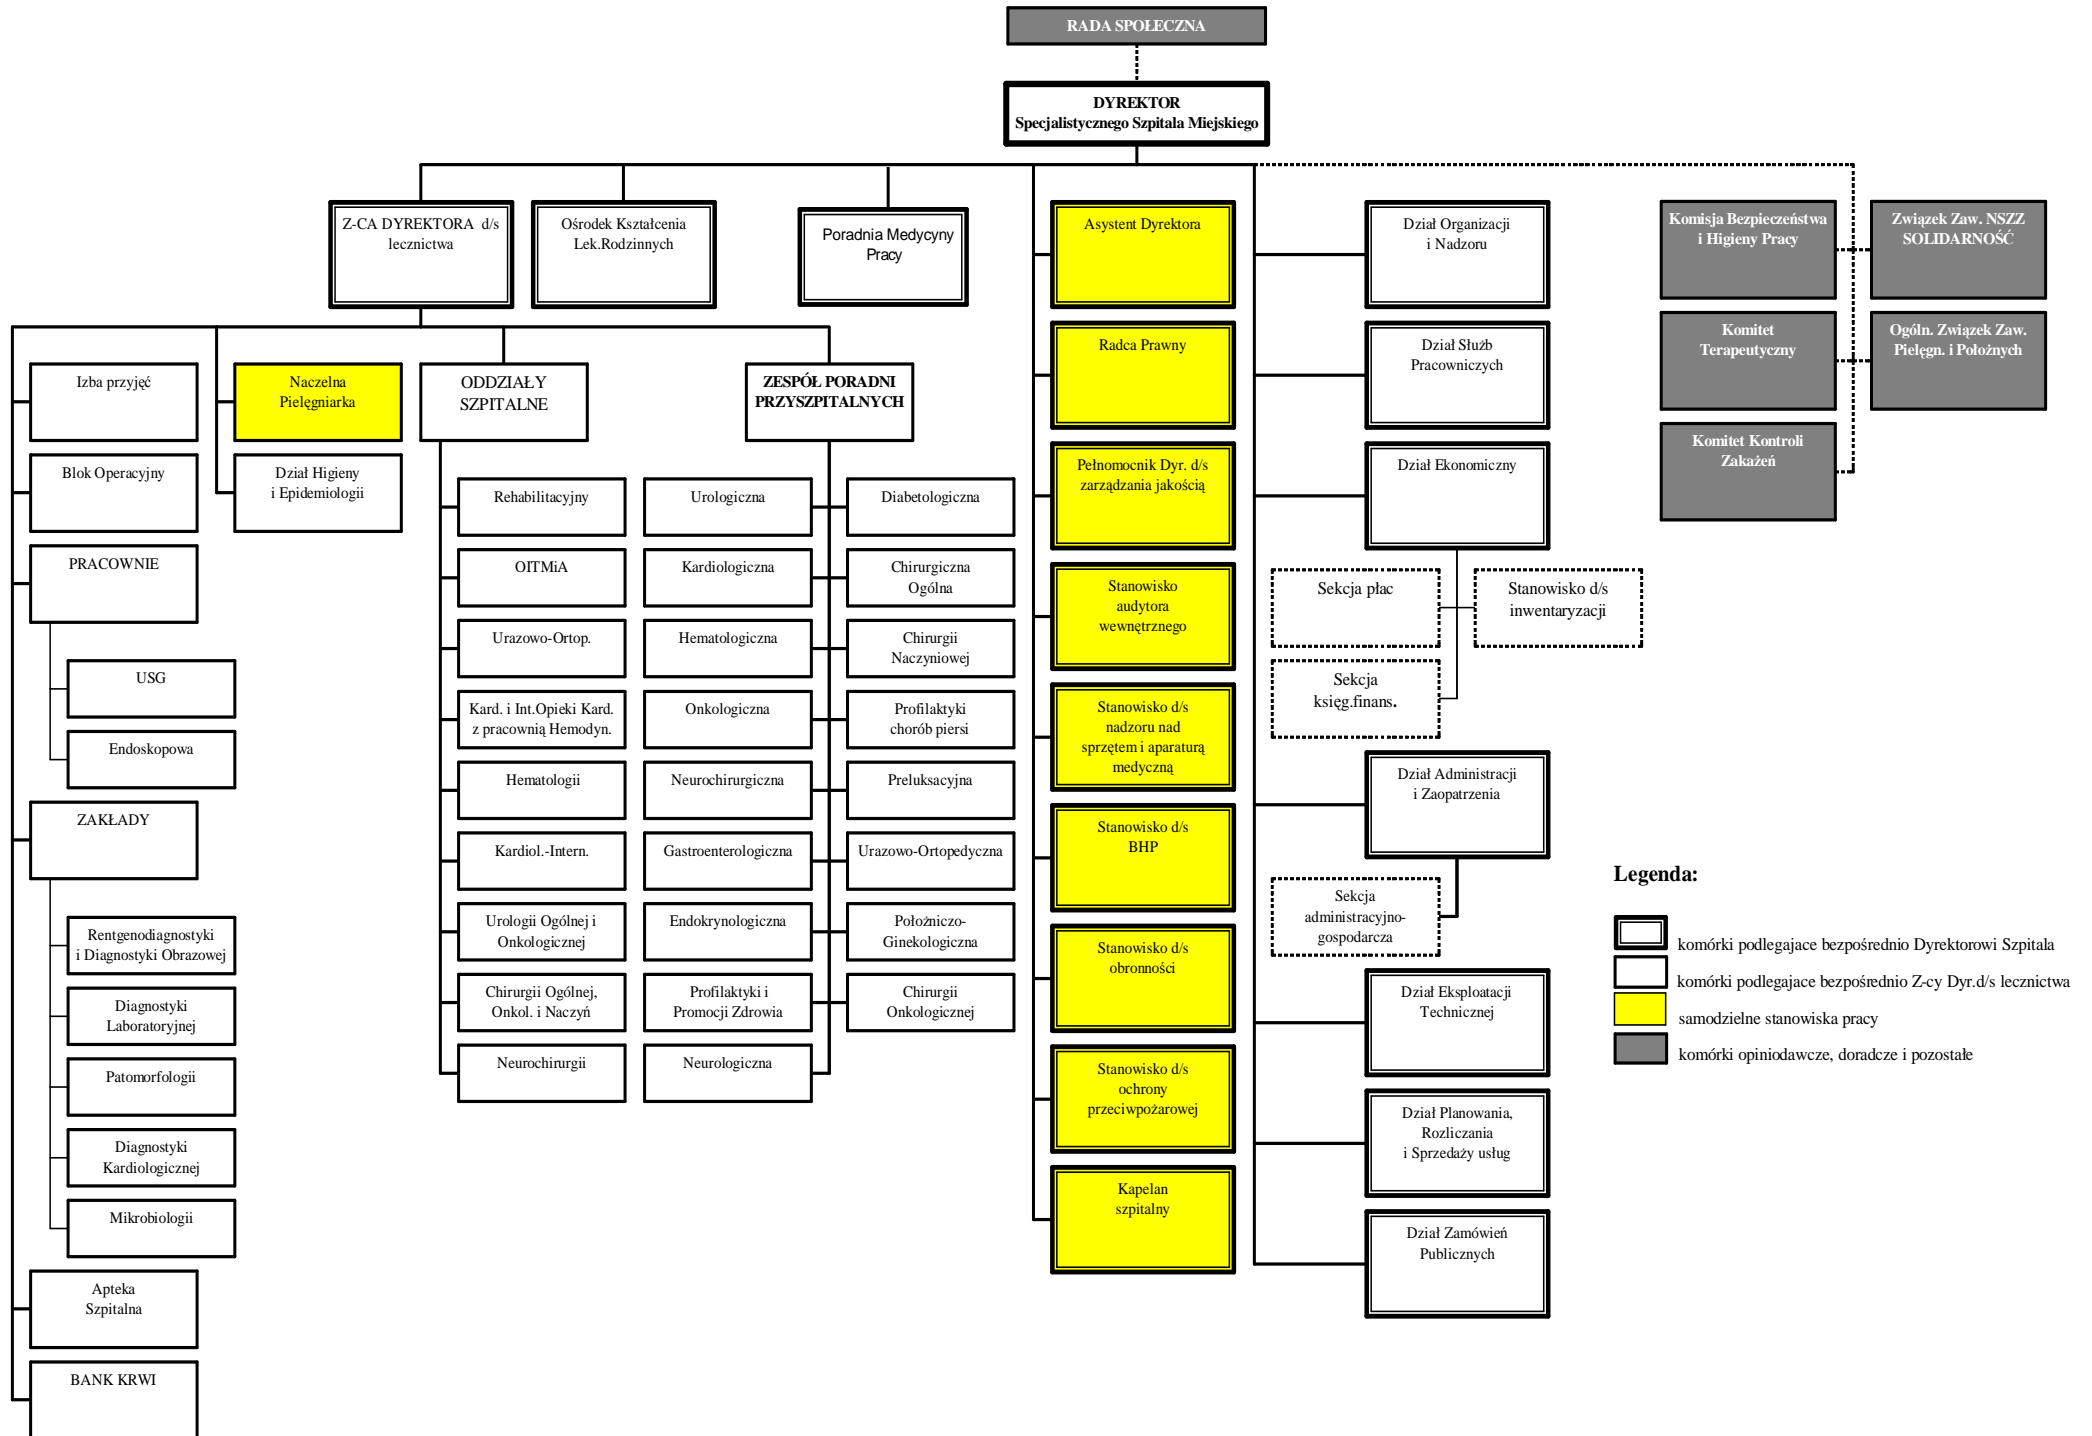 RADA SPOŁECZNA
DYREKTOR
Specjalistycznego Szpitala Miejskiego
Z-CA DYREKTORA d/s
lecznictwa
Ośrodek Kształcenia
Lek.Rodzinnych
Poradnia Medycyny
Pracy
Asystent Dyrektora
Dział Organizacji
i Nadzoru
Komisja Bezpieczeństwa
i Higieny Pracy
Związek Zaw. NSZZ
SOLIDARNOŚĆ
Radca Prawny
Dział Służb
Pracowniczych
Komitet
Terapeutyczny
Ogóln. Związek Zaw.
Pielęgn. i Położnych
Izba przyjęć
Naczelna
Pielęgniarka
ODDZIAŁY
SZPITALNE
ZESPÓŁ PORADNI
PRZYSZPITALNYCH
Pełnomocnik Dyr. d/s
zarządzania jakością
Dział Ekonomiczny
Komitet Kontroli
Zakażeń
Blok Operacyjny
Dział Higieny
i Epidemiologii
Rehabilitacyjny
Urologiczna
Diabetologiczna
PRACOWNIE
OITMiA
Kardiologiczna
Chirurgiczna
Ogólna
Stanowisko
audytora
wewnętrznego
Sekcja płac
Stanowisko d/s
inwentaryzacji
Urazowo-Ortop.
Hematologiczna
Chirurgii
Naczyniowej
USG
Sekcja
księg.finans.
Kard. i Int.Opieki Kard.
z pracownią Hemodyn.
Onkologiczna
Profilaktyki
chorób piersi
Stanowisko d/s
nadzoru nad
sprzętem i aparaturą
medyczną
Endoskopowa
Hematologii
Neurochirurgiczna
Preluksacyjna
Dział Administracji
i Zaopatrzenia
ZAKŁADY
Kardiol.-Intern.
Gastroenterologiczna
Urazowo-Ortopedyczna
Stanowisko d/s
BHP
Sekcja
administracyjno-
gospodarcza
Rentgenodiagnostyki
i Diagnostyki Obrazowej
Urologii Ogólnej i
Onkologicznej
Endokrynologiczna
Położniczo-
Ginekologiczna
Stanowisko d/s
obronności
Diagnostyki
Laboratoryjnej
Chirurgii Ogólnej,
Onkol. i Naczyń
Profilaktyki i
Promocji Zdrowia
Chirurgii
Onkologicznej
Dział Eksploatacji
Technicznej
Patomorfologii
Neurochirurgii
Neurologiczna
Stanowisko d/s
ochrony
przeciwpożarowej
Diagnostyki
Kardiologicznej
Dział Planowania,
Rozliczania
i Sprzedaży usług
Mikrobiologii
Kapelan
szpitalny
Dział Zamówień
Publicznych
Apteka
Szpitalna
BANK KRWI
Legenda:
komórki podlegajace bezpośrednio Dyrektorowi Szpitala
komórki podlegajace bezpośrednio Z-cy Dyr.d/s lecznictwa
samodzielne stanowiska pracy
komórki opiniodawcze, doradcze i pozostałe